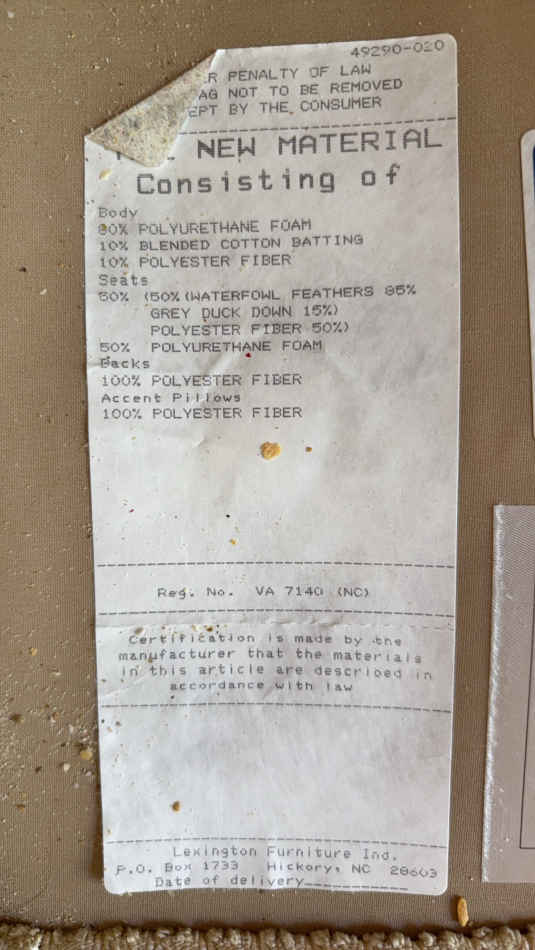 49290-020
R PENALTY OF LAW
AG NOT TO BE REMOVED
EPT BY THE CONSUMER
NEW MATERIAL
Consisting of
Body
80% POLYURETHANE FOAM
10% BLENDED COTTON BATTING
10% POLYESTER FIBER
Seats
50% (50%(WATERFOWL FEATHERS 85%
GREY DUCK DOWN 15%)
POLYESTER FIBER 50%)
50% POLYURETHANE FOAM
Backs
100% POLYESTER FIBER
Accent Pillows
100% POLYESTER FIBER
Reg. No. VA 7140 (NC)
Certification is made by the
manufacturer that the materials
in this article are described in
accordance with law
Lexington Furniture Ind.
P.O. Box 1733 Hickory, NC 28603
Date of delivery